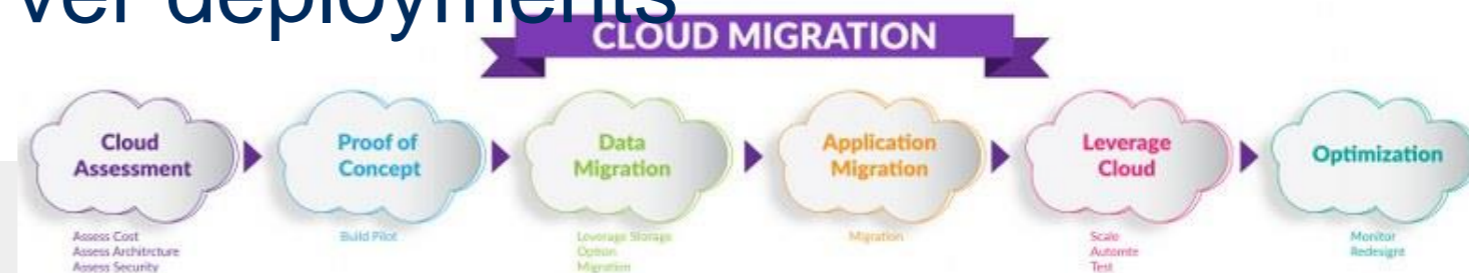 ver deployments
CLOUD MIGRATION
Cloud
Assessment
Proof of
Concept
Data
Migration
Application
Migration
Leverage
Cloud
Optimization
Assess Cost
Assess Architrcture
Assess Security
Build Pilot
Leverage Storage
Option
Migration
Migration
Scale
Automte
Test
Monitor
Redesignt